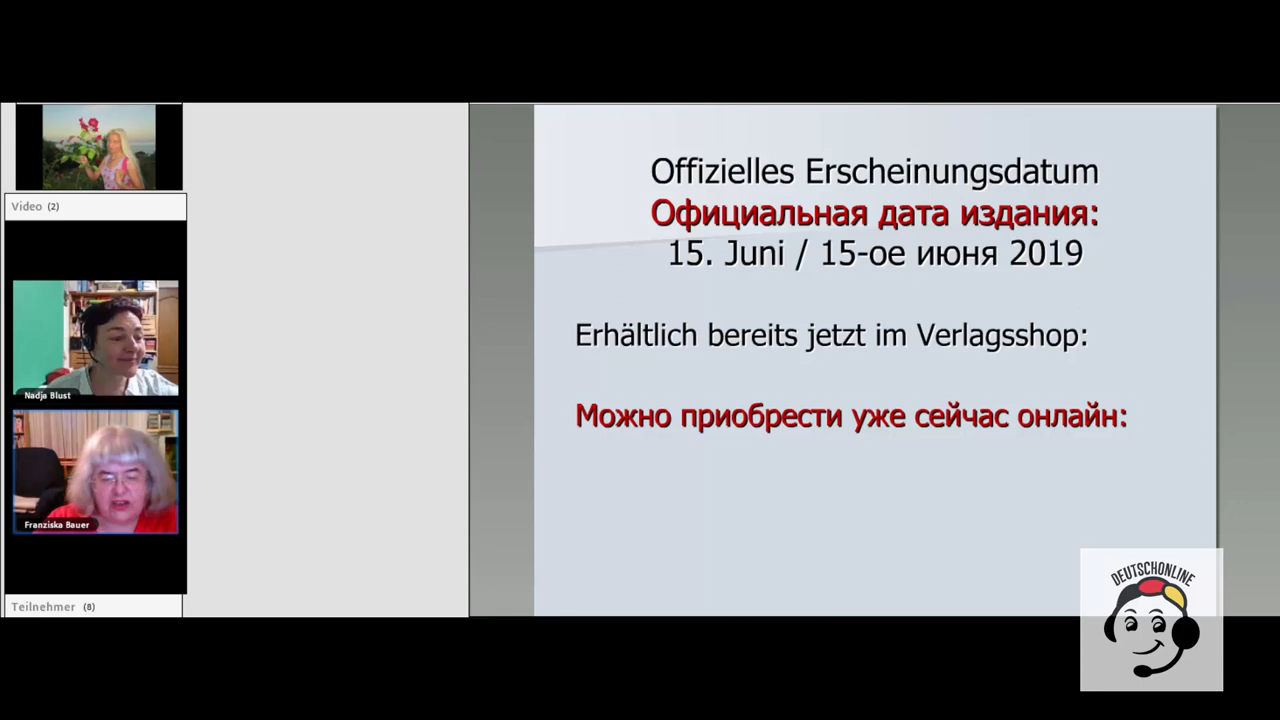 Video (2)
Nadja Blust
Franziska Bauer
Teilnehmer (8)
Offizielles Erscheinungsdatum
Официальная дата издания:
15. Juni / 15-ое июня 2019
Erhältlich bereits jetzt im Verlagsshop:
Можно приобрести уже сейчас онлайн:
DEUTSCHONLINE